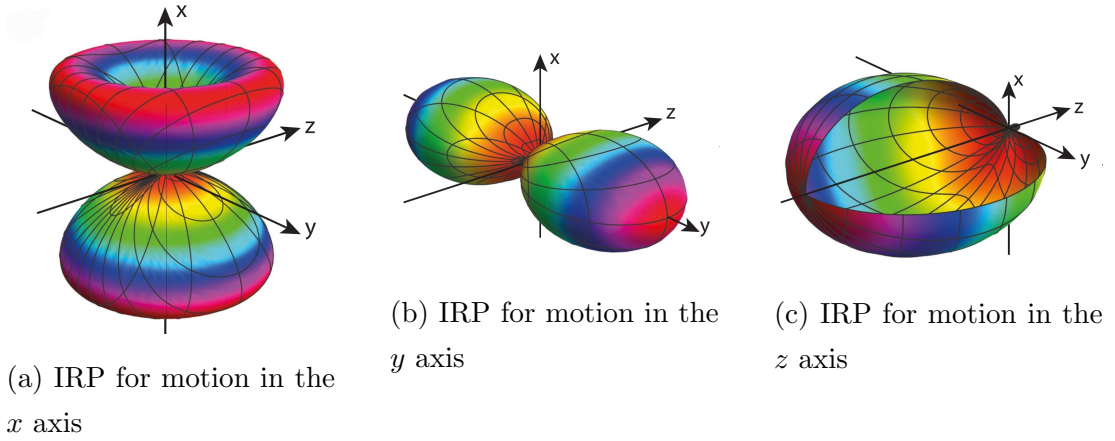 x
z
y
(a) IRP for motion in the
x axis
x
z
y
(b) IRP for motion in the
y axis
x
z
y
(c) IRP for motion in the
z axis